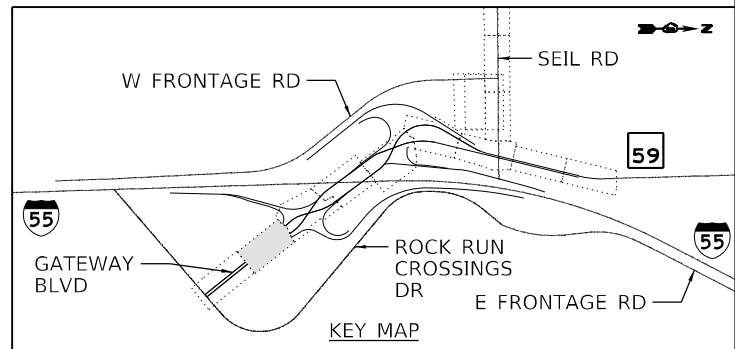 Z
SEIL RD
W FRONTAGE RD
59
55
55
GATEWAY
BLVD
ROCK RUN
CROSSINGS
DR
E FRONTAGE RD
KEY MAP